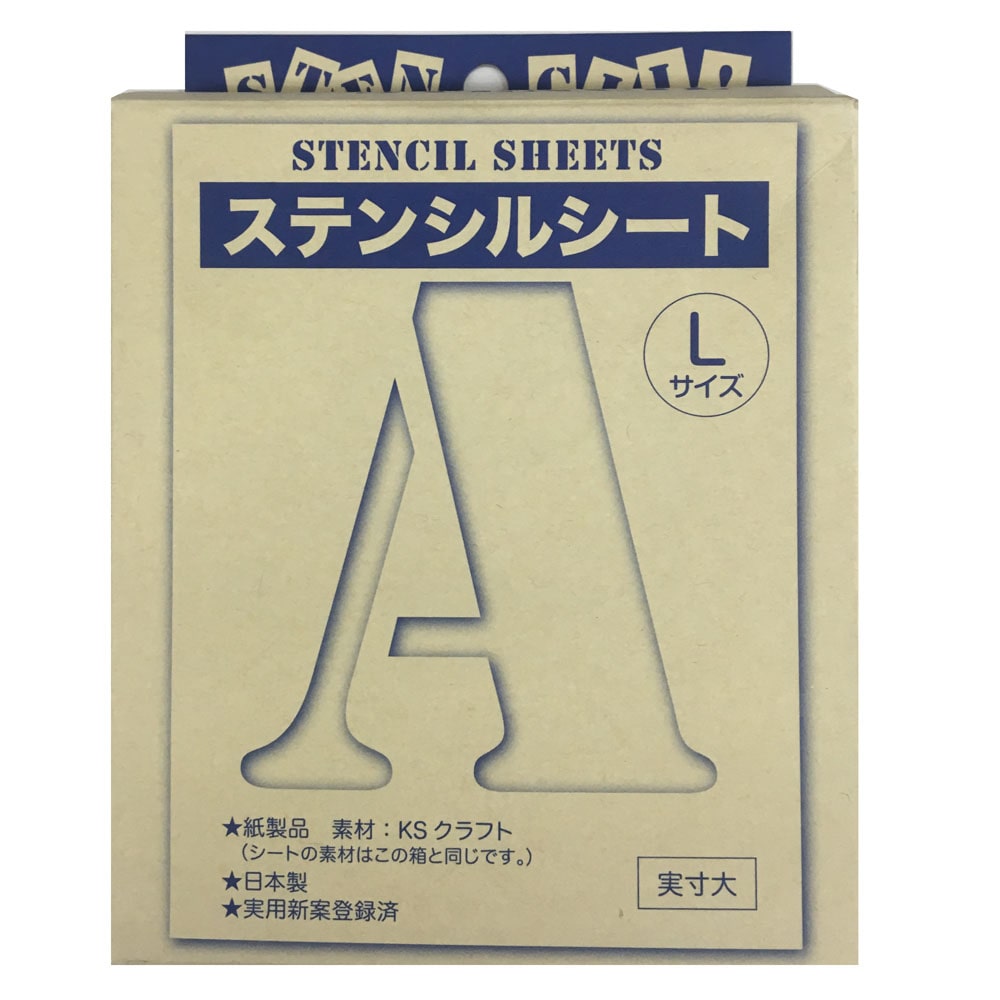 STEN
STENCIL SHEETS
ステンシルシート
L
サイズ
A
★紙製品 素材：KSクラフト
（シートの素材はこの箱と同じです。）
★日本製
★実用新案登録済
実寸大